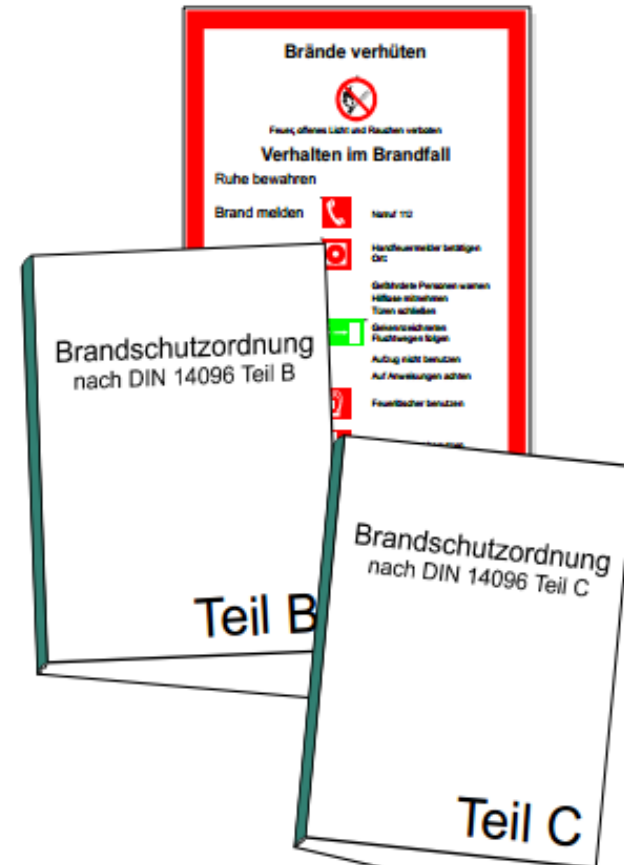 Brände verhüten
Feuer, offenes Licht und Rauchen verboten
Verhalten im Brandfall
Ruhe bewahren
Brand melden
Notruf 112
Handfeuermelder betätigen
Ort:
Gefährdete Personen warnen
Hilflose mitnehmen
Türen schließen
Gekennzeichneten
Fluchtwegen folgen
Aufzug nicht benutzen
Auf Anweisungen achten
Feuerlöscher benutzen
Brandschutzordnung
nach DIN 14096 Teil B
Teil B
Brandschutzordnung
nach DIN 14096 Teil C
Teil C